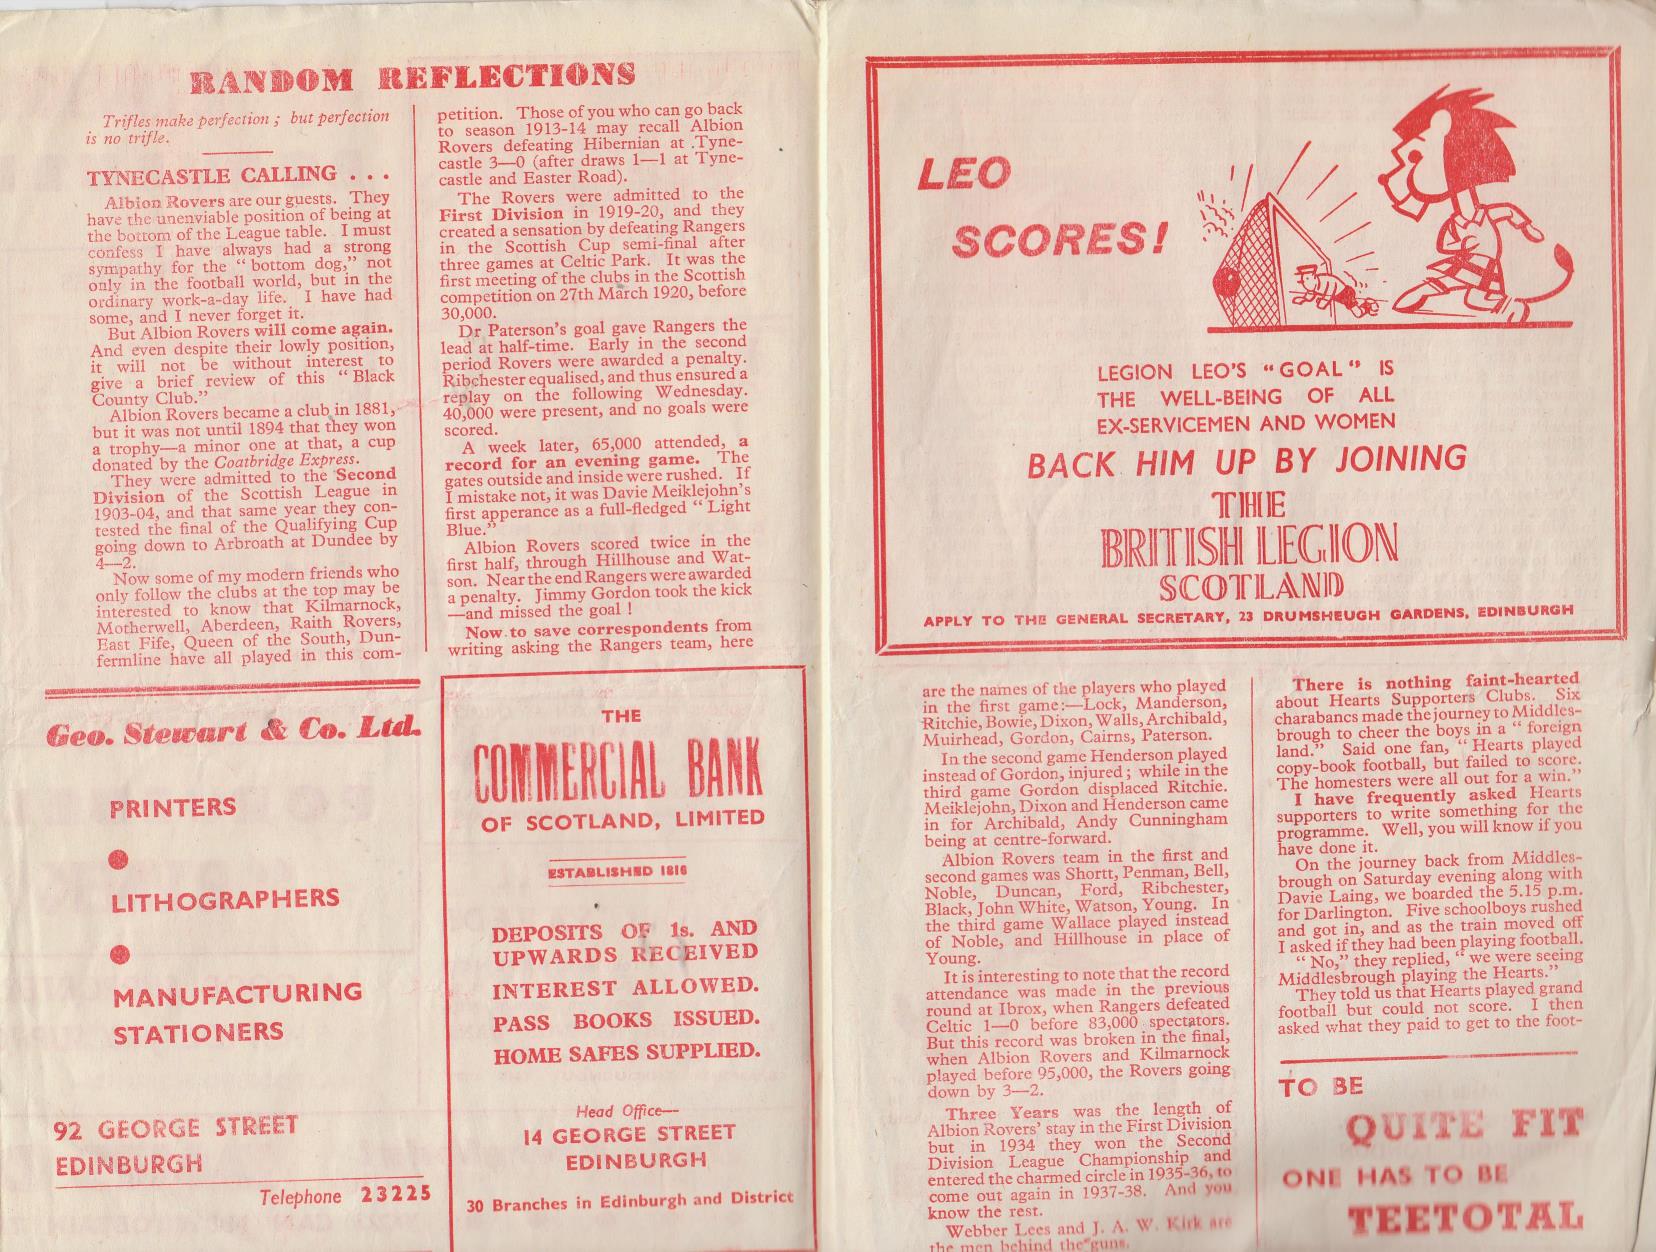 RANDOM REFLECTIONS
Trifles make perfection ; but perfection
is no trifle.
TYNECASTLE CALLING . . .
Albion Rovers are our guests. They
have the unenviable position of being at
the bottom of the League table. I must
confess I have always had a strong
sympathy for the " bottom dog," not
only in the football world, but in the
ordinary work-a-day life. I have had
some, and I never forget it.
But Albion Rovers will come again.
And even despite their lowly position,
it will not be without interest to
give a brief review of this " Black
County Club."
Albion Rovers became a club in 1881,
but it was not until 1894 that they won
a trophy—a minor one at that, a cup
donated by the Coatbridge Express.
They were admitted to the Second
Division of the Scottish League in
1903-04, and that same year they con-
tested the final of the Qualifying Cup
going down to Arbroath at Dundee by
4—2.
Now some of my modern friends who
only follow the clubs at the top may be
interested to know that Kilmarnock,
Motherwell, Aberdeen, Raith Rovers,
East Fife, Queen of the South, Dun-
fermline have all played in this com-
petition. Those of you who can go back
to season 1913-14 may recall Albion
Rovers defeating Hibernian at Tyne-
castle 3—0 (after draws 1—1 at Tyne-
castle and Easter Road).
The Rovers were admitted to the
First Division in 1919-20, and they
created a sensation by defeating Rangers
in the Scottish Cup semi-final after
three games at Celtic Park. It was the
first meeting of the clubs in the Scottish
competition on 27th March 1920, before
30,000.
Dr Paterson's goal gave Rangers the
lead at half-time. Early in the second
period Rovers were awarded a penalty.
Ribchester equalised, and thus ensured a
replay on the following Wednesday.
40,000 were present, and no goals were
scored.
A week later, 65,000 attended, a
record for an evening game. The
gates outside and inside were rushed. If
I mistake not, it was Davie Meiklejohn's
first apperance as a full-fledged " Light
Blue."
Albion Rovers scored twice in the
first half, through Hillhouse and Wat-
son. Near the end Rangers were awarded
a penalty. Jimmy Gordon took the kick
—and missed the goal !
Now to save correspondents from
writing asking the Rangers team, here
Geo. Stewart & Co. Ltd.
PRINTERS
LITHOGRAPHERS
MANUFACTURING
STATIONERS
92 GEORGE STREET
EDINBURGH
Telephone 23225
THE
COMMERCIAL BANK
OF SCOTLAND, LIMITED
ESTABLISHED 1810
DEPOSITS OF 1s. AND
UPWARDS RECEIVED
INTEREST ALLOWED.
PASS BOOKS ISSUED.
HOME SAFES SUPPLIED.
Head Office—
14 GEORGE STREET
EDINBURGH
30 Branches in Edinburgh and District
LEO
SCORES!
LEGION LEO'S "GOAL" IS
THE WELL-BEING OF ALL
EX-SERVICEMEN AND WOMEN
BACK HIM UP BY JOINING
THE
BRITISH LEGION
SCOTLAND
APPLY TO THE GENERAL SECRETARY, 23 DRUMSHEUGH GARDENS, EDINBURGH
are the names of the players who played
in the first game:—Lock, Manderson,
Ritchie, Bowie, Dixon, Walls, Archibald,
Muirhead, Gordon, Cairns, Paterson.
In the second game Henderson played
instead of Gordon, injured ; while in the
third game Gordon displaced Ritchie.
Meiklejohn, Dixon and Henderson came
in for Archibald, Andy Cunningham
being at centre-forward.
Albion Rovers team in the first and
second games was Shortt, Penman, Bell,
Noble, Duncan, Ford, Ribchester,
Black, John White, Watson, Young. In
the third game Wallace played instead
of Noble, and Hillhouse in place of
Young.
It is interesting to note that the record
attendance was made in the previous
round at Ibrox, when Rangers defeated
Celtic 1—0 before 83,000 spectators.
But this record was broken in the final,
when Albion Rovers and Kilmarnock
played before 95,000, the Rovers going
down by 3—2.
Three Years was the length of
Albion Rovers' stay in the First Division
but in 1934 they won the Second
Division League Championship and
entered the charmed circle in 1935-36, to
come out again in 1937-38. And you
know the rest.
Webber Lees and J. A. W. Kirk are
the men behind the guns.
There is nothing faint-hearted
about Hearts Supporters Clubs. Six
charabancs made the journey to Middles-
brough to cheer the boys in a " foreign
land." Said one fan, " Hearts played
copy-book football, but failed to score.
The homesters were all out for a win."
I have frequently asked Hearts
supporters to write something for the
programme. Well, you will know if you
have done it.
On the journey back from Middles-
brough on Saturday evening along with
Davie Laing, we boarded the 5.15 p.m.
for Darlington. Five schoolboys rushed
and got in, and as the train moved off
I asked if they had been playing football.
" No," they replied, " we were seeing
Middlesbrough playing the Hearts."
They told us that Hearts played grand
football but could not score. I then
asked what they paid to get to the foot-
TO BE
QUITE FIT
ONE HAS TO BE
TEETOTAL